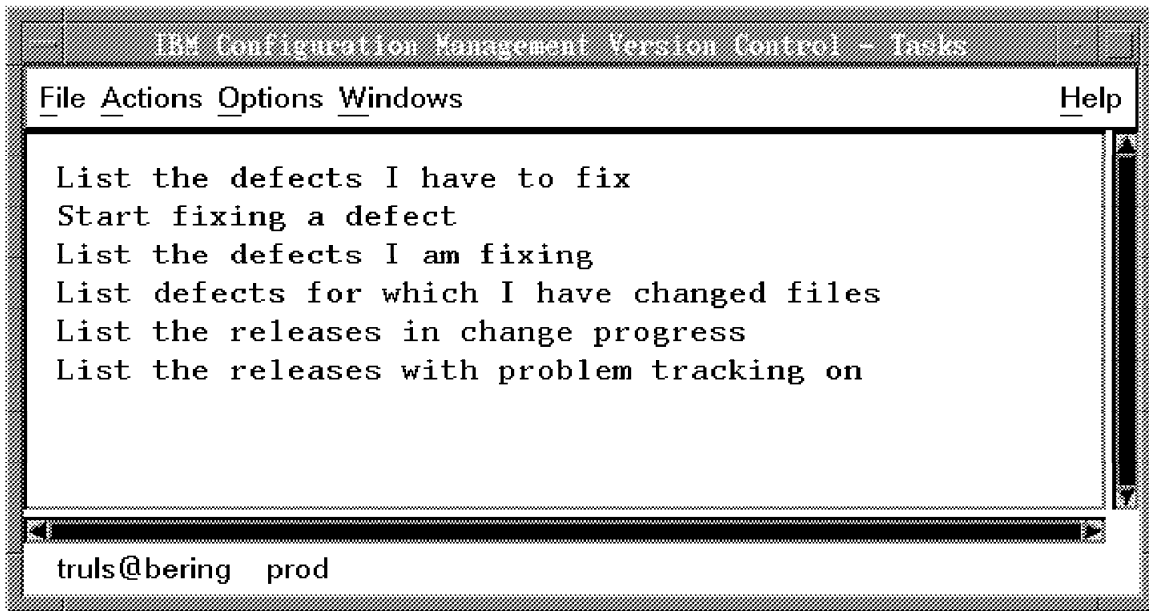 IBM Configuration Management Version Control - Tasks
File Actions Options Windows Help
List the defects I have to fix
Start fixing a defect
List the defects I am fixing
List defects for which I have changed files
List the releases in change progress
List the releases with problem tracking on
truls@bering prod